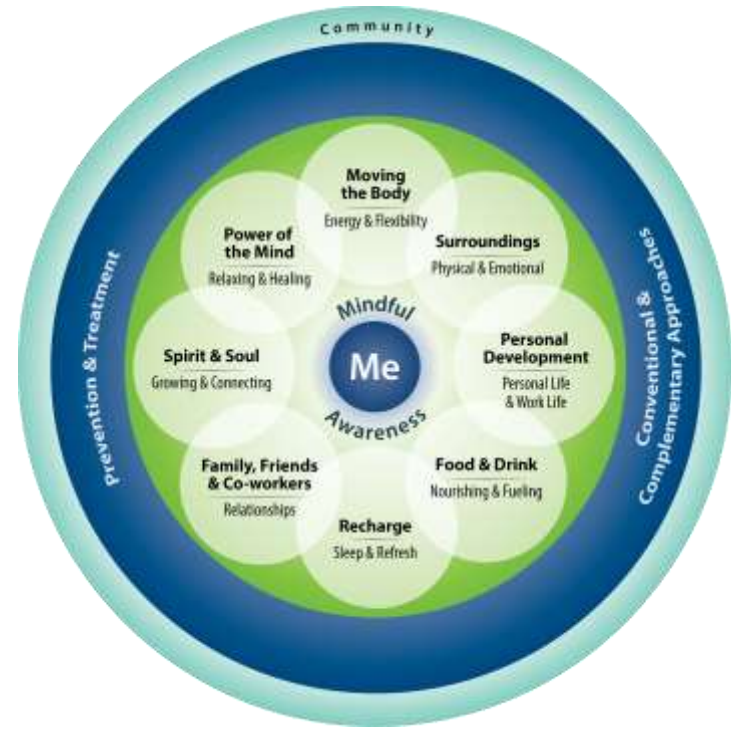 Community
Prevention & Treatment
Conventional &
Complementary Approaches
Moving
the Body
Energy & Flexibility
Surroundings
Physical & Emotional
Personal
Development
Personal Life
& Work Life
Food & Drink
Nourishing & Fueling
Recharge
Sleep & Refresh
Family, Friends
& Co-workers
Relationships
Spirit & Soul
Growing & Connecting
Power of
the Mind
Relaxing & Healing
Mindful
Me
Awareness